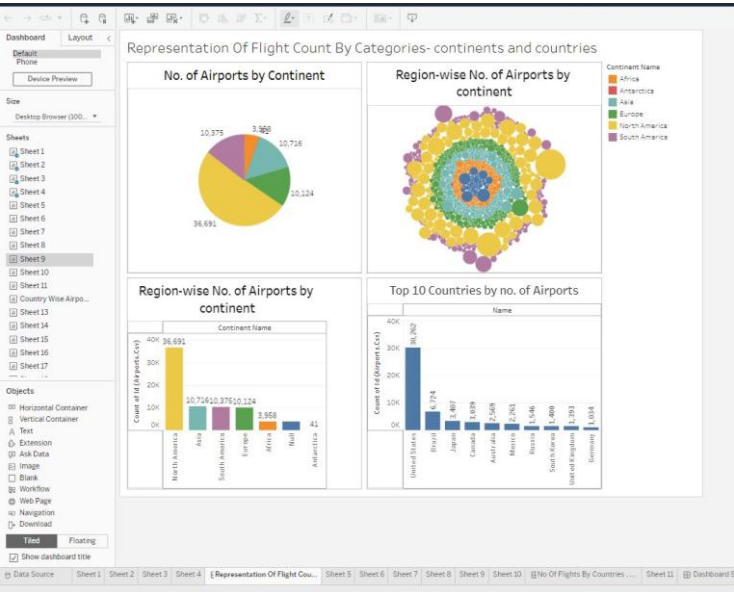 Dashboard Layout
Default
Phone
Device Preview
Size
Desktop Browser (100...
Sheets
Sheet 1
Sheet 2
Sheet 3
Sheet 4
Sheet 5
Sheet 6
Sheet 7
Sheet 8
Sheet 9
Sheet 10
Sheet 11
Country Wise Airpo...
Sheet 13
Sheet 14
Sheet 15
Sheet 16
Sheet 17
Objects
Horizontal Container
Vertical Container
Text
Extension
Ask Data
Image
Blank
Workflow
Web Page
Navigation
Download
Tiled Floating
Show dashboard title
Representation Of Flight Count By Categories- continents and countries
No. of Airports by Continent
3,958
10,375
10,716
10,124
36,691
Region-wise No. of Airports by
continent
Continent Name
Africa
Antarctica
Asia
Europe
North America
South America
Region-wise No. of Airports by
continent
Continent Name
Count of Id (Airports.Csv)
40K
30K
20K
10K
0K
36,691
10,716
10,375
10,124
3,958
41
North America
Asia
South America
Europe
Africa
Null
Antarctica
Top 10 Countries by no. of Airports
Name
Count of Id (Airports.Csv)
40K
30K
20K
10K
0K
30,262
6,724
3,407
3,039
2,569
2,261
1,546
1,400
1,393
1,034
United States
Brazil
Japan
Canada
Australia
Mexico
Russia
South Korea
United Kingdom
Germany
Data Source Sheet 1 Sheet 2 Sheet 3 Sheet 4 Representation Of Flight Cou... Sheet 5 Sheet 6 Sheet 7 Sheet 8 Sheet 9 Sheet 10 No Of Flights By Countries ... Sheet 11 Dashboard